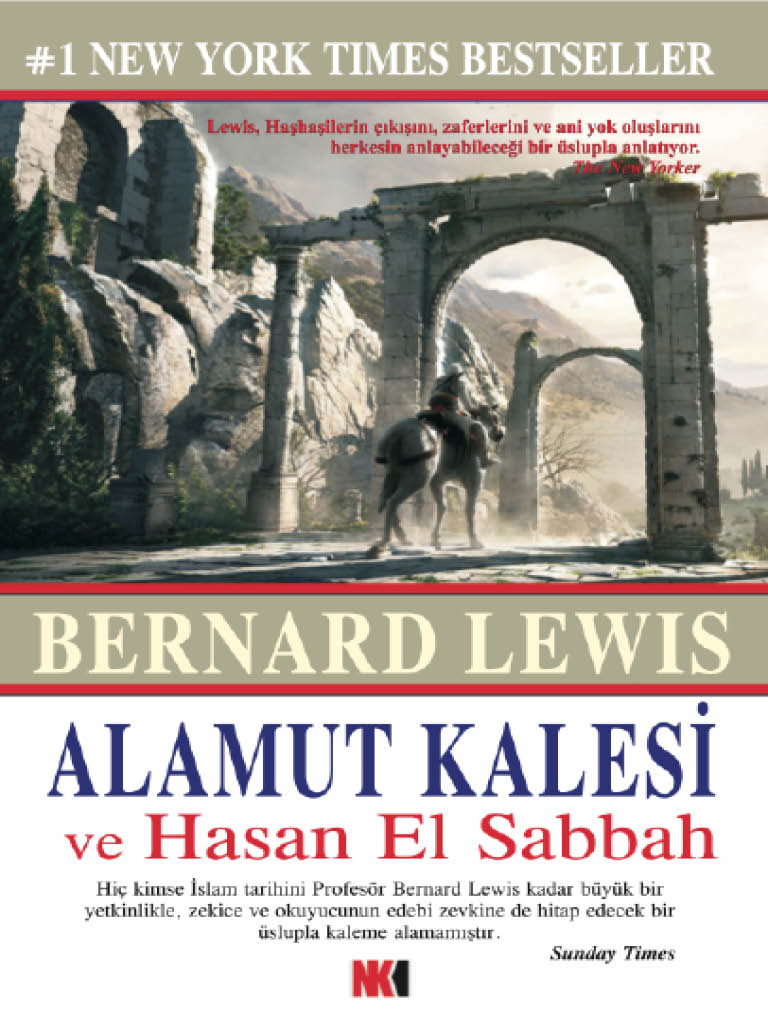 #1 NEW YORK TIMES BESTSELLER
Lewis, Haşhaşilerin çıkışını, zaferlerini ve ani yok oluşlarını
herkesin anlayabileceği bir üslupla anlatıyor.
The New Yorker
BERNARD LEWIS
ALAMUT KALESİ
ve Hasan El Sabbah
Hiç kimse İslam tarihini Profesör Bernard Lewis kadar büyük bir
yetkinlikle, zekice ve okuyucunun edebi zevkine de hitap edecek bir
üslupla kaleme alamamıştır.
Sunday Times
NK